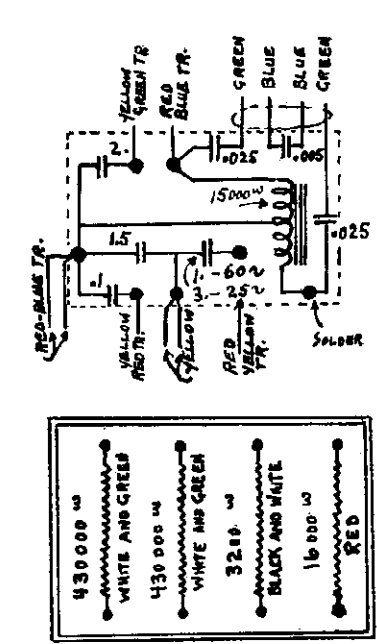 YELLOW
GREEN TR.
RED
BLUE TR.
GREEN
BLUE
BLUE
GREEN
2.
.025
.005
15000 ω
.025
1.5
.1
1.-60~
3.-25~
RED-BLUE TR.
YELLOW
RED TR.
YELLOW
RED
YELLOW
TR.
SOLDER
430000 ω
WHITE AND GREEN
430000 ω
WHITE AND GREEN
3200 ω
BLACK AND WHITE
16000 ω
RED